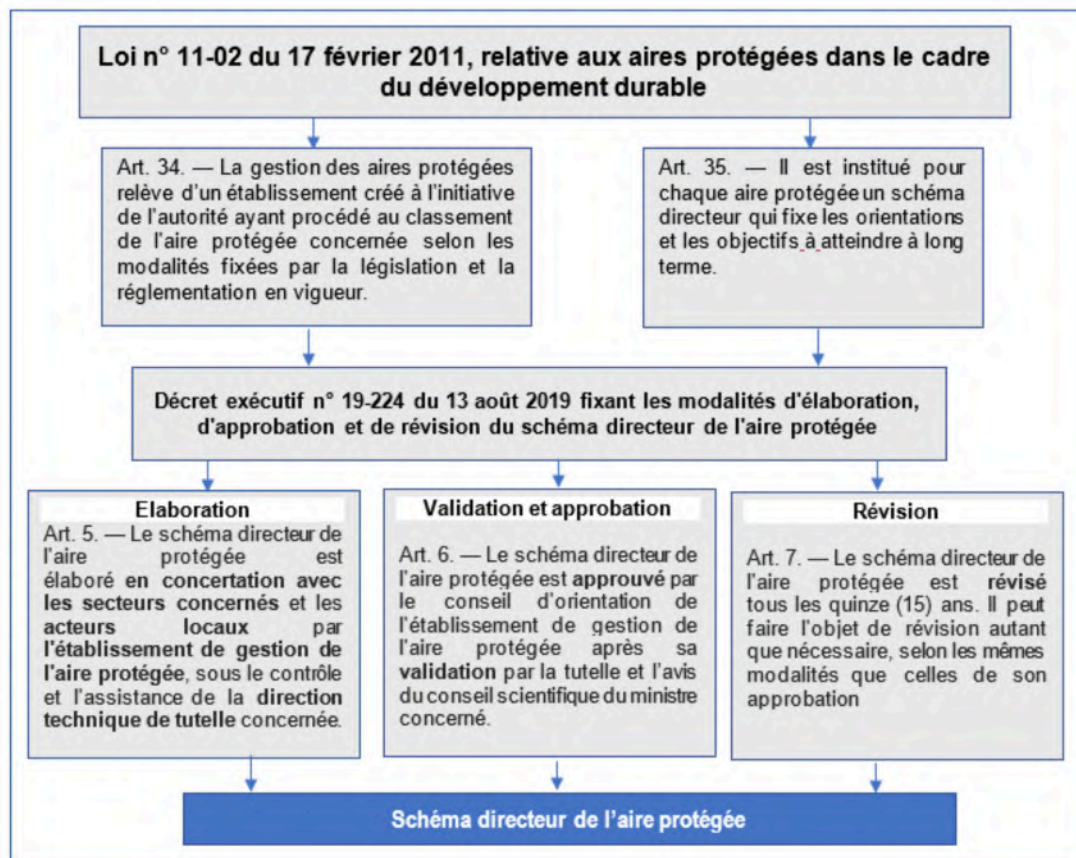 Loi n° 11-02 du 17 février 2011, relative aux aires protégées dans le cadre
du développement durable
Art. 34. — La gestion des aires protégées
relève d'un établissement créé à l'initiative
de l'autorité ayant procédé au classement
de l'aire protégée concernée selon les
modalités fixées par la législation et la
réglementation en vigueur.
Art. 35. — Il est institué pour
chaque aire protégée un schéma
directeur qui fixe les orientations
et les objectifs à atteindre à long
terme.
Décret exécutif n° 19-224 du 13 août 2019 fixant les modalités d'élaboration,
d'approbation et de révision du schéma directeur de l'aire protégée
Elaboration
Art. 5. — Le schéma directeur de
l'aire protégée est
élaboré en concertation avec
les secteurs concernés et les
acteurs locaux par
l'établissement de gestion de
l'aire protégée, sous le contrôle
et l'assistance de la direction
technique de tutelle concernée.
Validation et approbation
Art. 6. — Le schéma directeur de
l'aire protégée est approuvé par
le conseil d'orientation de
l'établissement de gestion de
l'aire protégée après sa
validation par la tutelle et l'avis
du conseil scientifique du ministre
concerné.
Révision
Art. 7. — Le schéma directeur de
l'aire protégée est révisé
tous les quinze (15) ans. Il peut
faire l'objet de révision autant
que nécessaire, selon les mêmes
modalités que celles de son
approbation
Schéma directeur de l'aire protégée